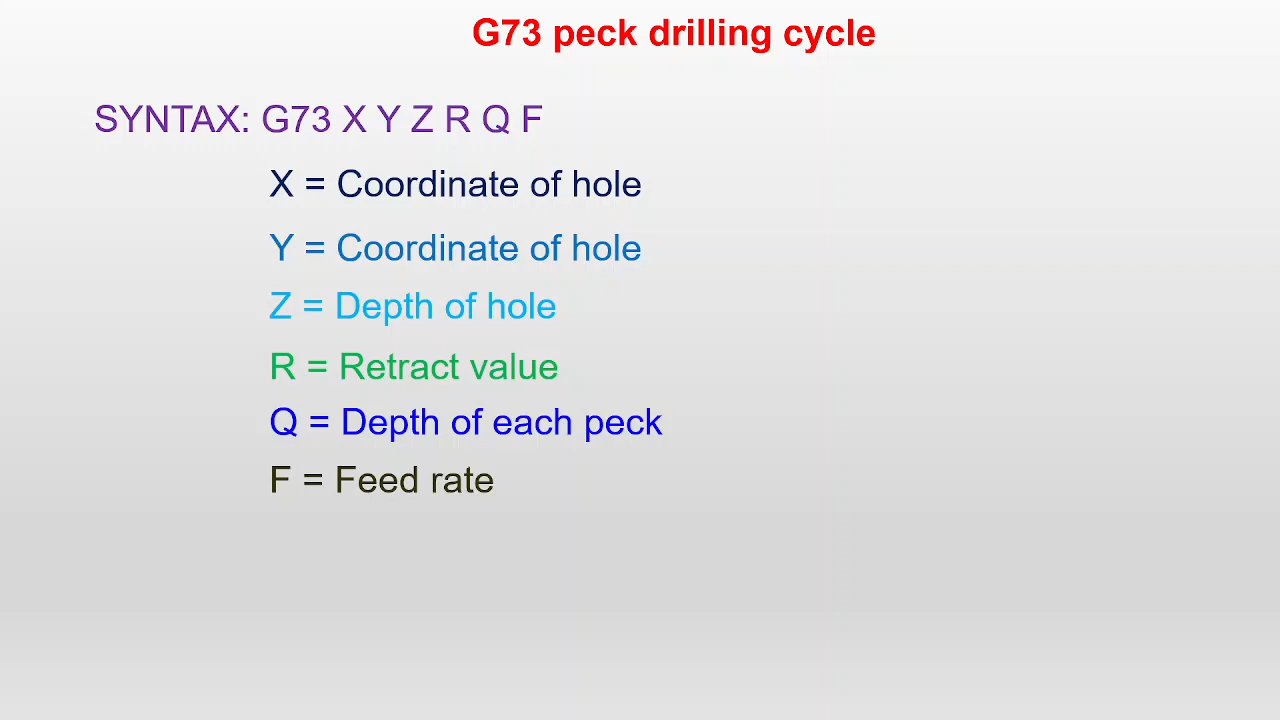 G73 peck drilling cycle
SYNTAX: G73 X Y Z R Q F
X = Coordinate of hole
Y = Coordinate of hole
Z = Depth of hole
R = Retract value
Q = Depth of each peck
F = Feed rate